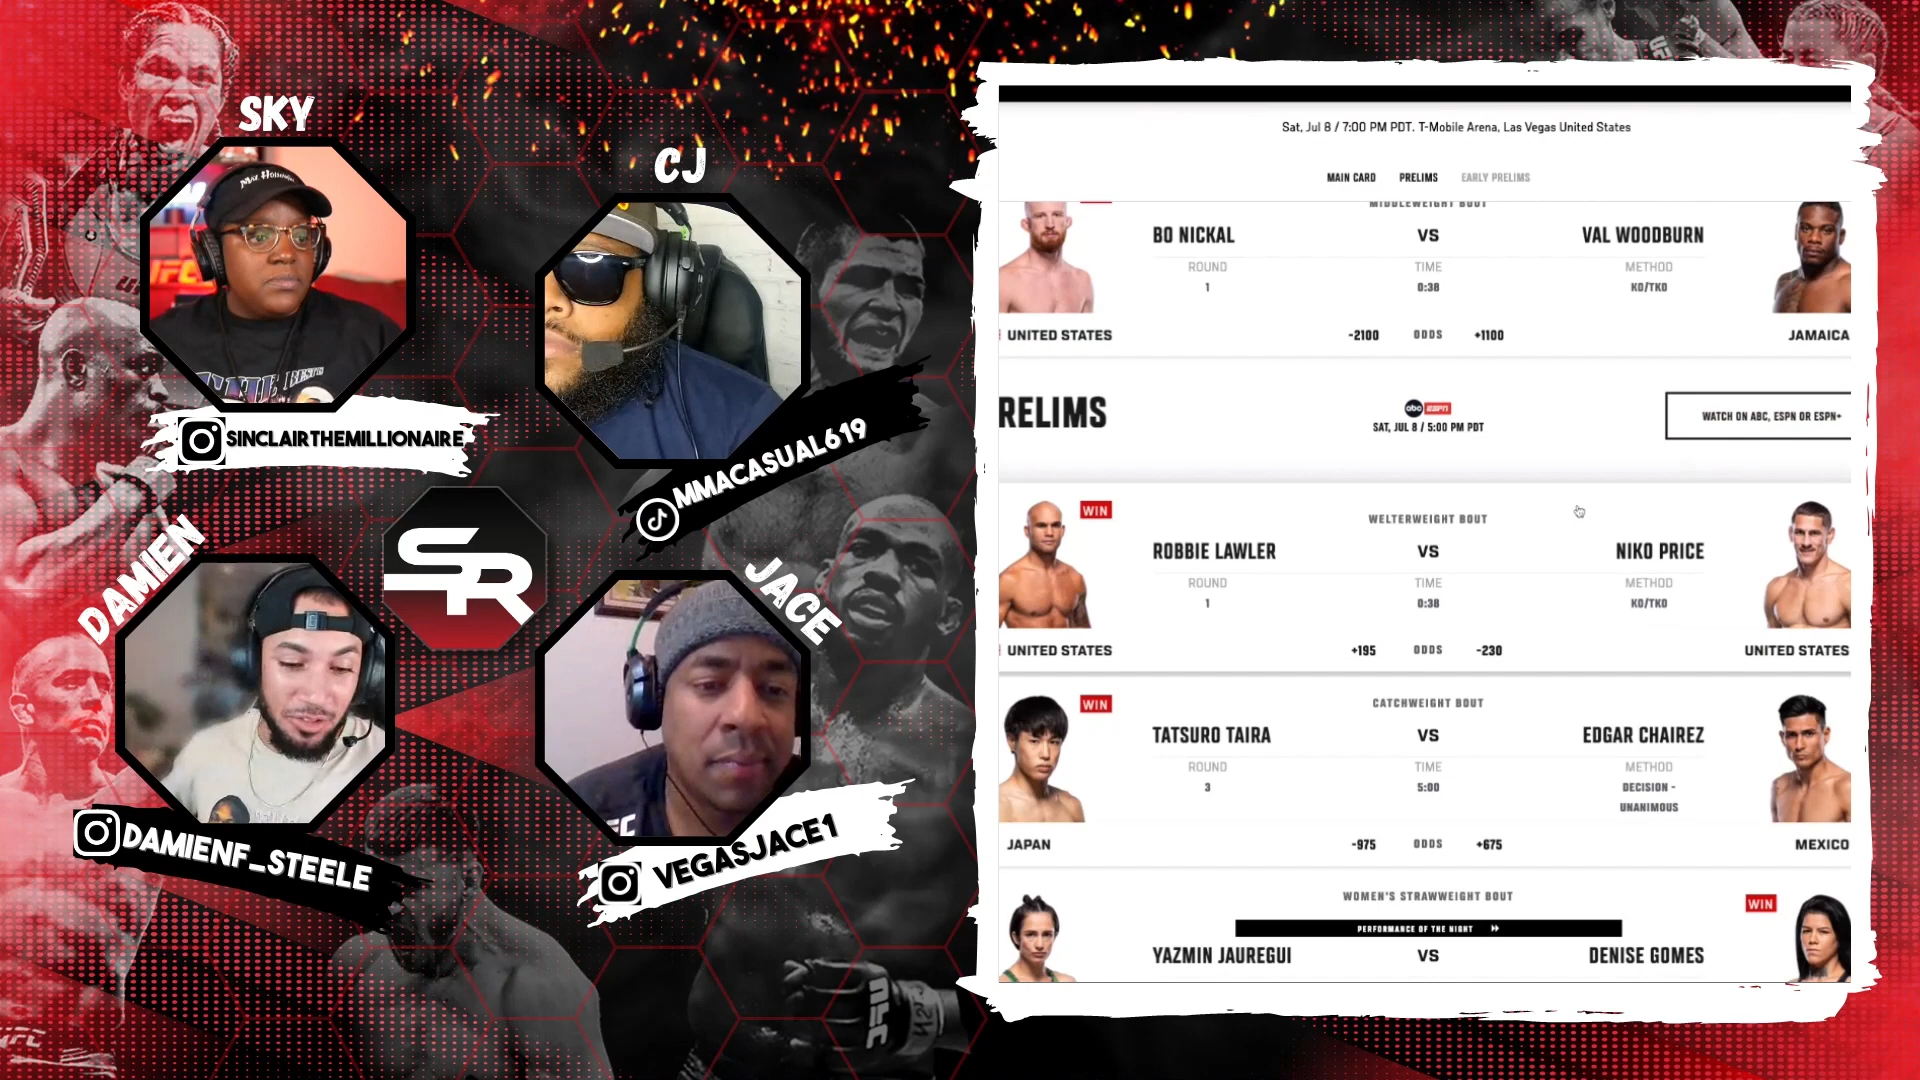 SKY
SINCLAIRTHEMILLIONAIRE
CJ
MMACASUAL619
DAMIEN
DAMIENF_STEELE
SR
JACE
VEGASJACE1
Sat, Jul 8 / 7:00 PM PDT. T-Mobile Arena, Las Vegas United States
MAIN CARD PRELIMS EARLY PRELIMS
MIDDLEWEIGHT BOUT
BO NICKAL VS VAL WOODBURN
ROUND TIME METHOD
1 0:38 KO/TKO
UNITED STATES -2100 ODDS +1100 JAMAICA
RELIMS
abc ESPN
SAT, JUL 8 / 5:00 PM PDT
WATCH ON ABC, ESPN OR ESPN+
WIN
WELTERWEIGHT BOUT
ROBBIE LAWLER VS NIKO PRICE
ROUND TIME METHOD
1 0:38 KO/TKO
UNITED STATES +195 ODDS -230 UNITED STATES
WIN
CATCHWEIGHT BOUT
TATSURO TAIRA VS EDGAR CHAIREZ
ROUND TIME METHOD
3 5:00 DECISION -
UNANIMOUS
JAPAN -975 ODDS +675 MEXICO
WOMEN'S STRAWWEIGHT BOUT
WIN
PERFORMANCE OF THE NIGHT
YAZMIN JAUREGUI VS DENISE GOMES